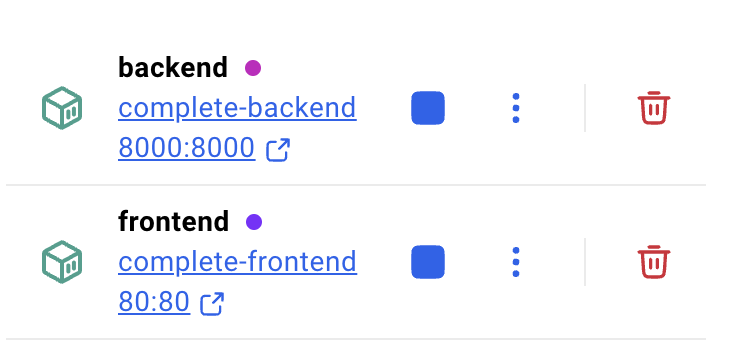 backend
complete-backend
8000:8000
frontend
complete-frontend
80:80